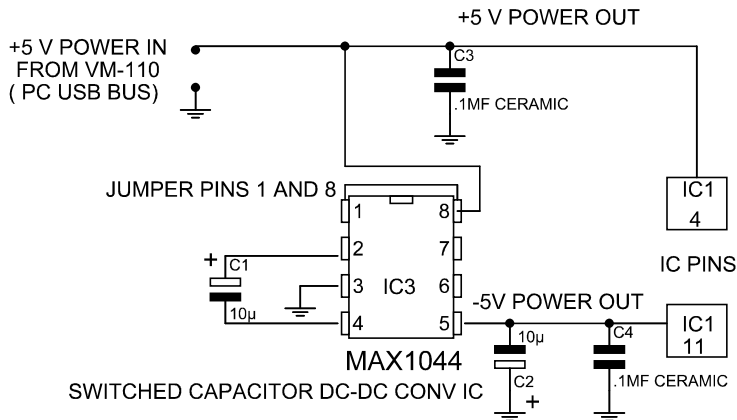 +5 V POWER OUT
+5 V POWER IN
FROM VM-110
( PC USB BUS)
C3
.1MF CERAMIC
JUMPER PINS 1 AND 8
1
8
IC1
4
2
7
+
C1
IC PINS
3
IC3
6
-5V POWER OUT
10µ
4
5
IC1
11
10µ
C4
MAX1044
C2
.1MF CERAMIC
SWITCHED CAPACITOR DC-DC CONV IC
+